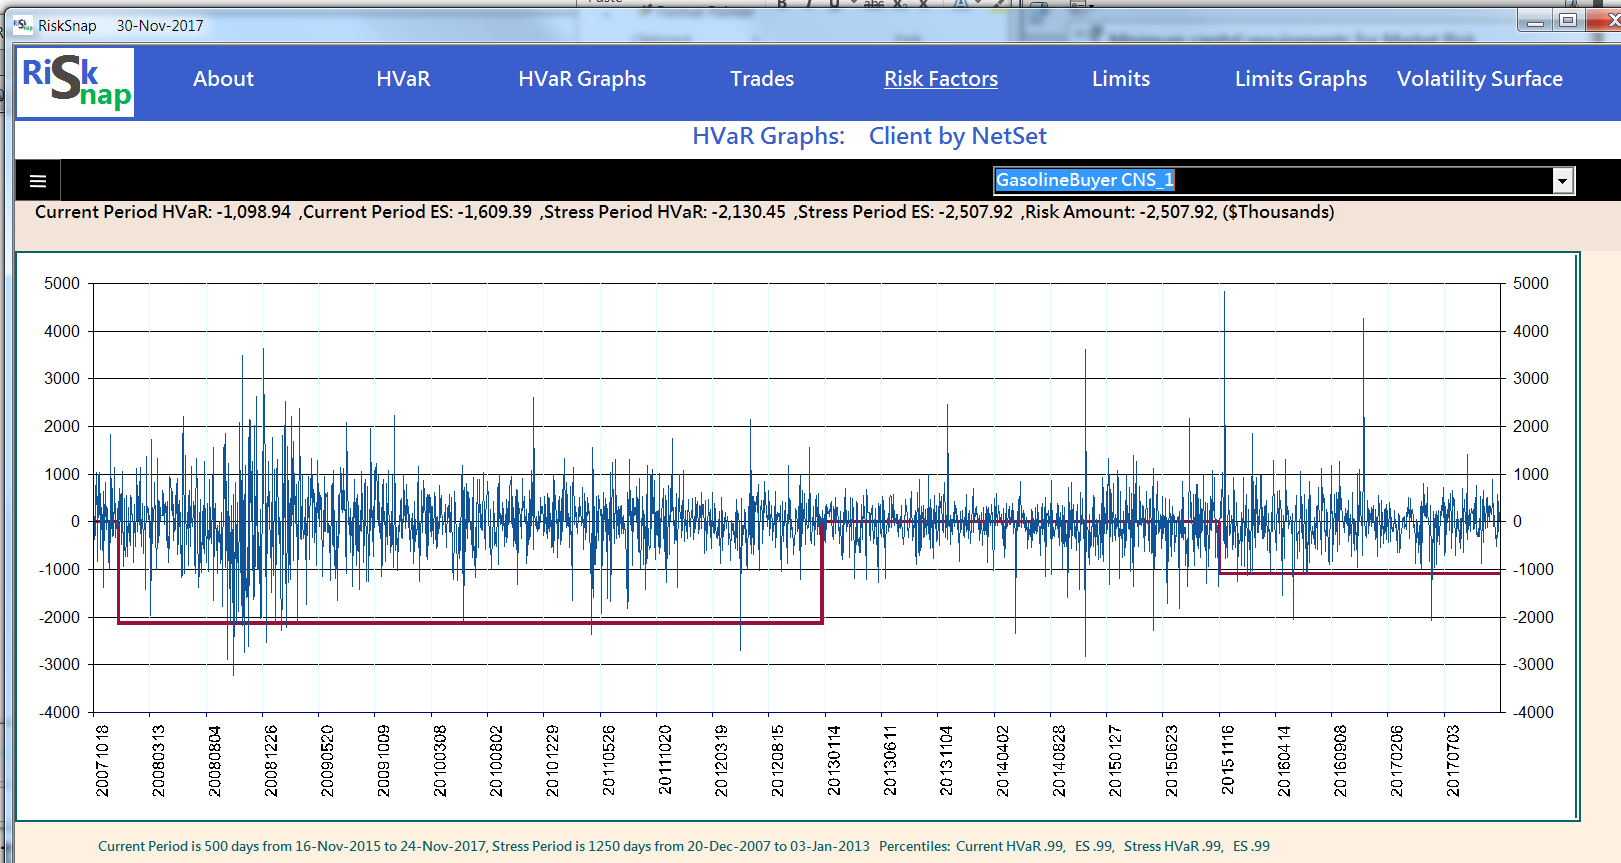 RiskSnap 30-Nov-2017
RiSk
Snap
About HVaR HVaR Graphs Trades Risk Factors Limits Limits Graphs Volatility Surface
HVaR Graphs: Client by NetSet
GasolineBuyer CNS_1
Current Period HVaR: -1,098.94 ,Current Period ES: -1,609.39 ,Stress Period HVaR: -2,130.45 ,Stress Period ES: -2,507.92 ,Risk Amount: -2,507.92, ($Thousands)
5000 5000
4000 4000
3000 3000
2000 2000
1000 1000
0 0
-1000 -1000
-2000 -2000
-3000 -3000
-4000 -4000
20071018 20080313 20080804 20081226 20090520 20091009 20100308 20100802 20101229 20110526 20111020 20120319 20120815 20130114 20130611 20131104 20140402 20140828 20150127 20150623 20151116 20160414 20160908 20170206 20170703
Current Period is 500 days from 16-Nov-2015 to 24-Nov-2017, Stress Period is 1250 days from 20-Dec-2007 to 03-Jan-2013 Percentiles: Current HVaR .99, ES .99, Stress HVaR .99, ES .99